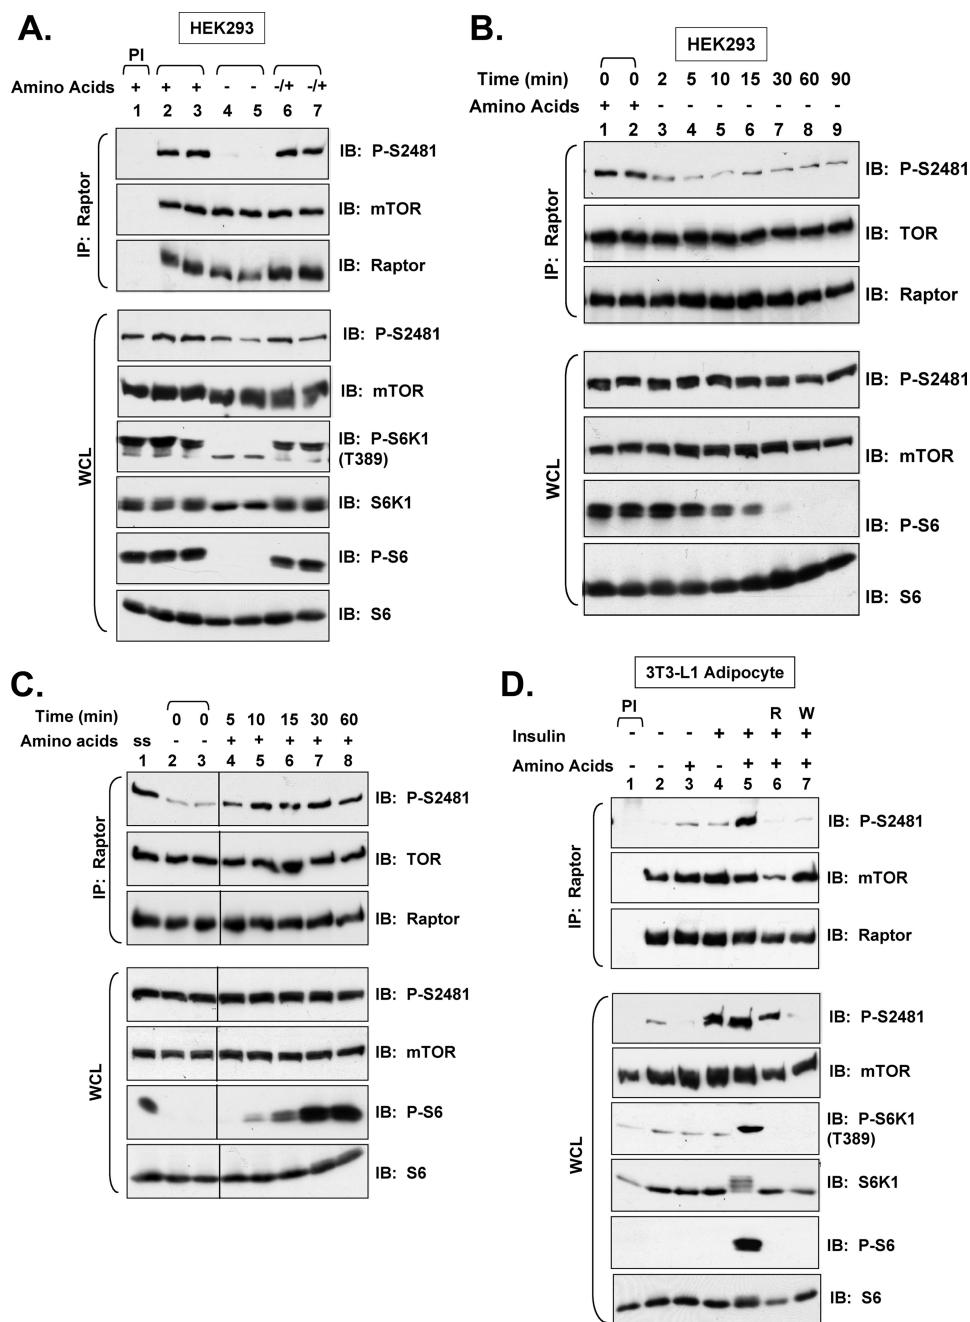 A.
HEK293
PI
Amino Acids + + + - - -/+ -/+
1 2 3 4 5 6 7
IP: Raptor
IB: P-S2481
IB: mTOR
IB: Raptor
WCL
IB: P-S2481
IB: mTOR
IB: P-S6K1
(T389)
IB: S6K1
IB: P-S6
IB: S6
B.
HEK293
Time (min) 0 0 2 5 10 15 30 60 90
Amino Acids + + - - - - - - -
1 2 3 4 5 6 7 8 9
IP: Raptor
IB: P-S2481
IB: TOR
IB: Raptor
WCL
IB: P-S2481
IB: mTOR
IB: P-S6
IB: S6
C.
Time (min) 0 0 5 10 15 30 60
Amino acids ss - - + + + + +
1 2 3 4 5 6 7 8
IP: Raptor
IB: P-S2481
IB: TOR
IB: Raptor
WCL
IB: P-S2481
IB: mTOR
IB: P-S6
IB: S6
D.
3T3-L1 Adipocyte
PI R W
Insulin - - - + + + +
Amino Acids - - + - + + +
1 2 3 4 5 6 7
IP: Raptor
IB: P-S2481
IB: mTOR
IB: Raptor
WCL
IB: P-S2481
IB: mTOR
IB: P-S6K1
(T389)
IB: S6K1
IB: P-S6
IB: S6